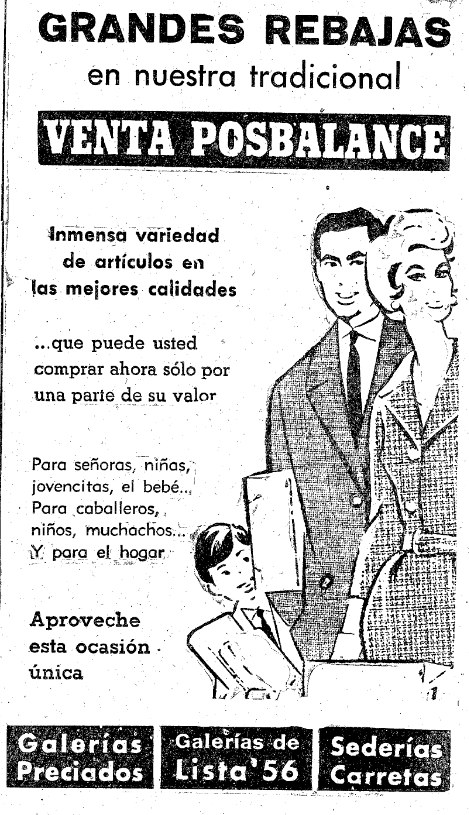 GRANDES REBAJAS
en nuestra tradicional
VENTA POSBALANCE
Inmensa variedad
de artículos en
las mejores calidades
...que puede usted
comprar ahora sólo por
una parte de su valor
Para señoras, niñas,
jovencitas, el bebé...
Para caballeros,
niños, muchachos...
Y para el hogar
Aproveche
esta ocasión
única
Galerías
Preciados
Galerías de
Lista '56
Sederías
Carretas